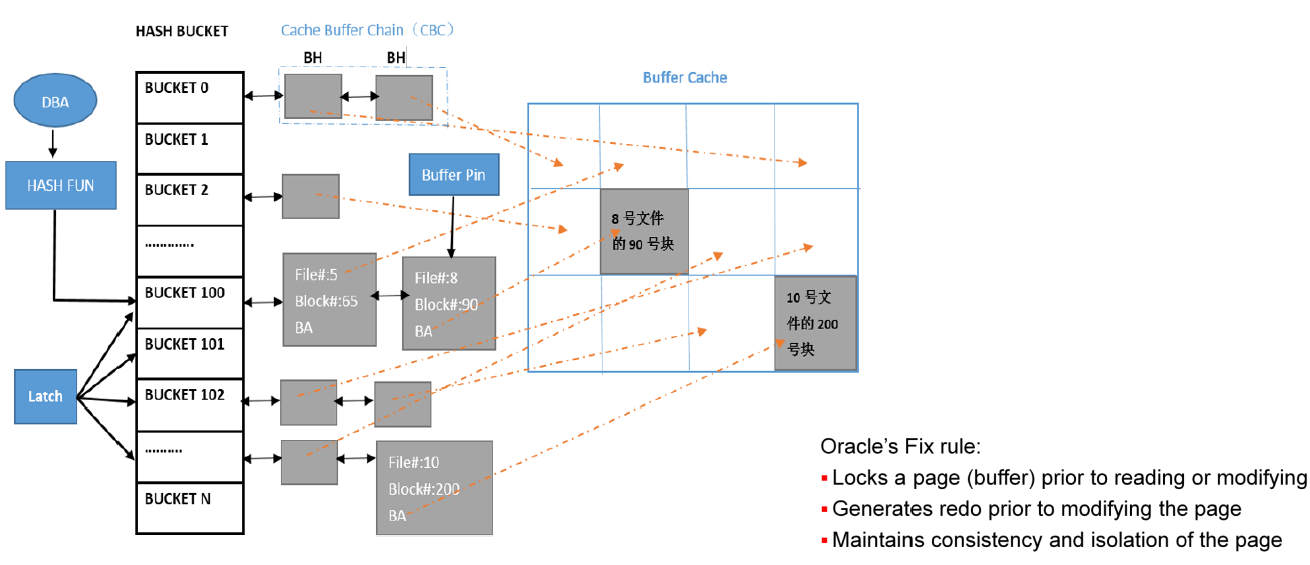 HASH BUCKET
Cache Buffer Chain（CBC）
BH
BH
Buffer Cache
DBA
HASH FUN
Latch
BUCKET 0
BUCKET 1
BUCKET 2
.............
BUCKET 100
BUCKET 101
BUCKET 102
..........
BUCKET N
Buffer Pin
File#:5
Block#:65
BA
File#:8
Block#:90
BA
File#:10
Block#:200
BA
8 号文件
的 90 号块
10 号文
件的 200
号块
Oracle’s Fix rule:
▪ Locks a page (buffer) prior to reading or modifying
▪ Generates redo prior to modifying the page
▪ Maintains consistency and isolation of the page